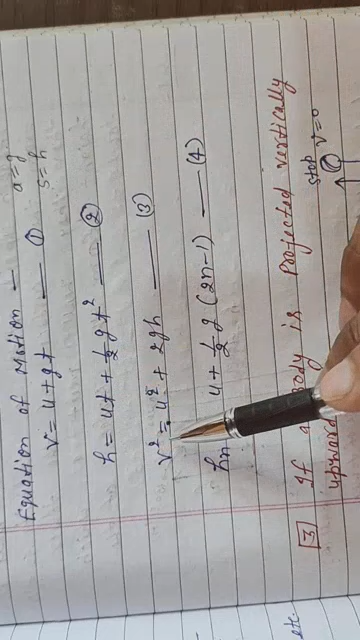 Equation of Motion —
a=g
s=h
v = u+gt — (1)
h = ut + 1/2 gt² — (2)
v² = u² + 2gh — (3)
hn u + 1/2 g (2n-1) — (4)
3 If a body is projected vertically
upward
stop
v=0
etc